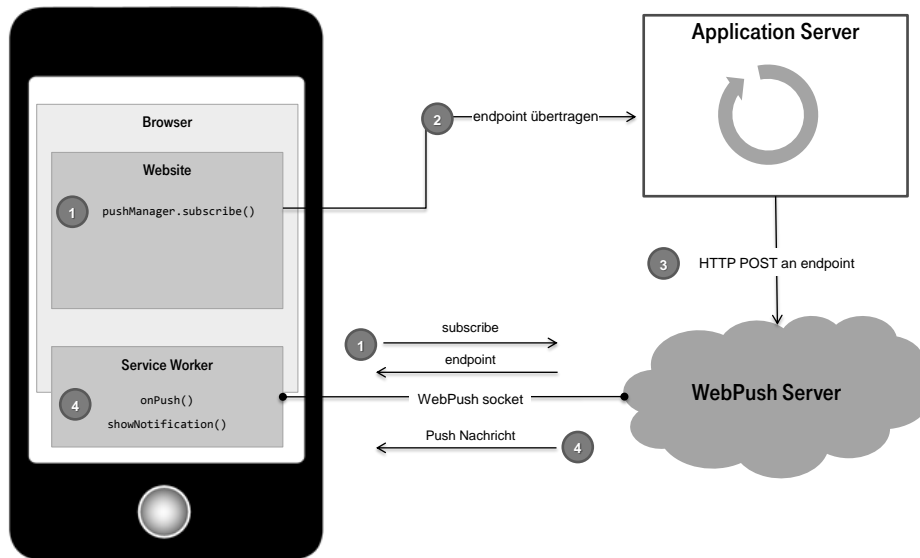 Application Server
Browser
2
endpoint übertragen
Website
1
pushManager.subscribe()
3
HTTP POST an endpoint
1
subscribe
endpoint
Service Worker
4
onPush()
showNotification()
WebPush socket
WebPush Server
Push Nachricht
4